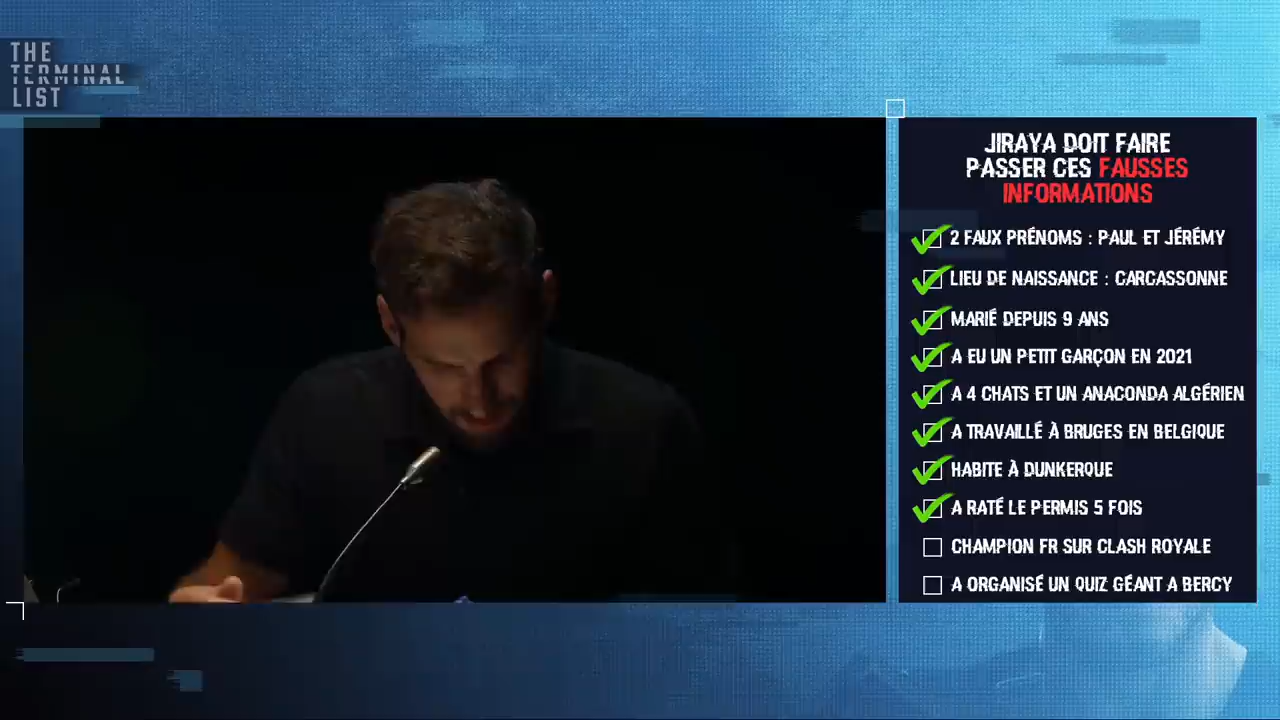 THE
TERMINAL
LIST
JIRAYA DOIT FAIRE
PASSER CES FAUSSES
INFORMATIONS
2 FAUX PRÉNOMS : PAUL ET JÉRÉMY
LIEU DE NAISSANCE : CARCASSONNE
MARIÉ DEPUIS 9 ANS
A EU UN PETIT GARÇON EN 2021
A 4 CHATS ET UN ANACONDA ALGÉRIEN
A TRAVAILLÉ À BRUGES EN BELGIQUE
HABITE À DUNKERQUE
A RATÉ LE PERMIS 5 FOIS
CHAMPION FR SUR CLASH ROYALE
A ORGANISÉ UN QUIZ GÉANT A BERCY